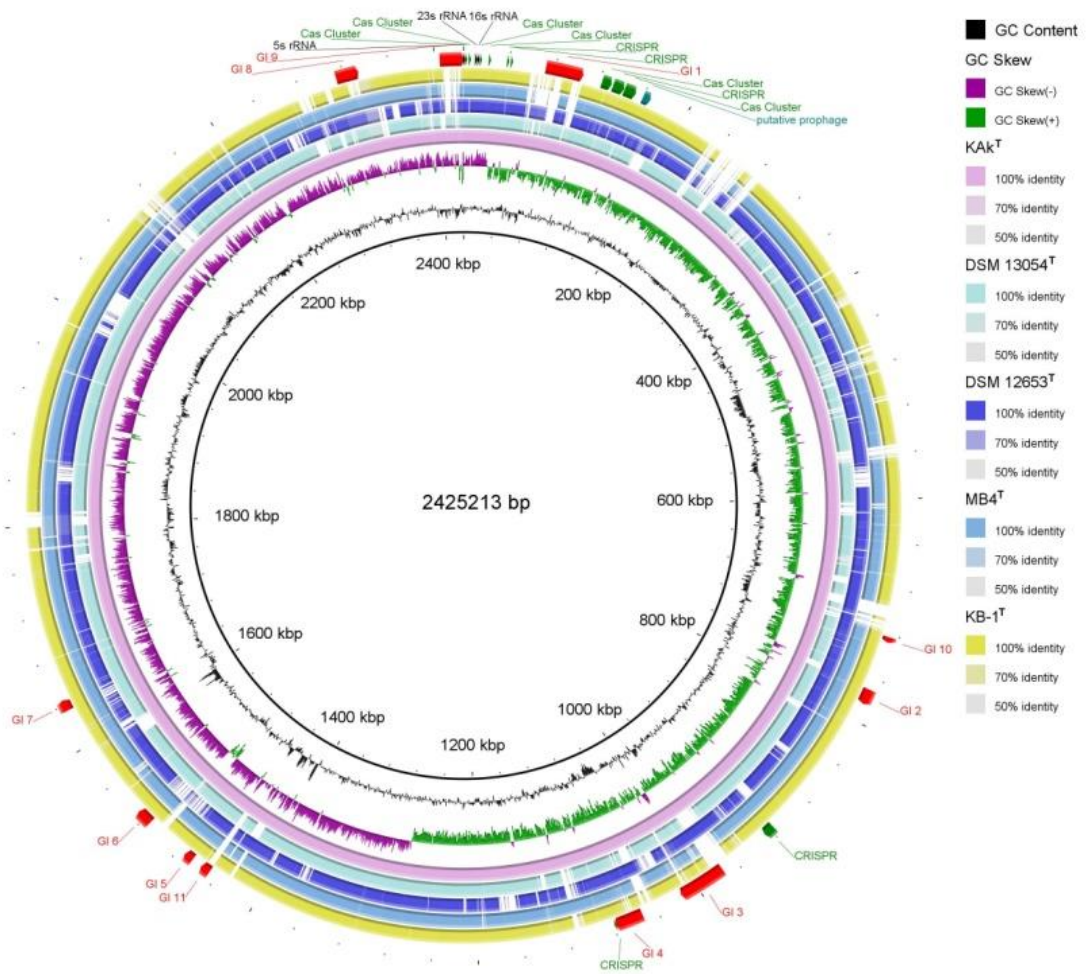 23s rRNA
16s rRNA
Cas Cluster
Cas Cluster
Cas Cluster
Cas Cluster
5s rRNA
CRISPR
GI 9
CRISPR
GI 8
GI 1
Cas Cluster
CRISPR
Cas Cluster
putative prophage
2400 kbp
200 kbp
2200 kbp
400 kbp
2000 kbp
2425213 bp
600 kbp
1800 kbp
800 kbp
1600 kbp
1000 kbp
1400 kbp
1200 kbp
GI 10
GI 2
GI 7
GI 6
CRISPR
GI 5
GI 11
GI 3
GI 4
CRISPR
GC Content
GC Skew
GC Skew(-)
GC Skew(+)
KAkT
100% identity
70% identity
50% identity
DSM 13054T
100% identity
70% identity
50% identity
DSM 12653T
100% identity
70% identity
50% identity
MB4T
100% identity
70% identity
50% identity
KB-1T
100% identity
70% identity
50% identity